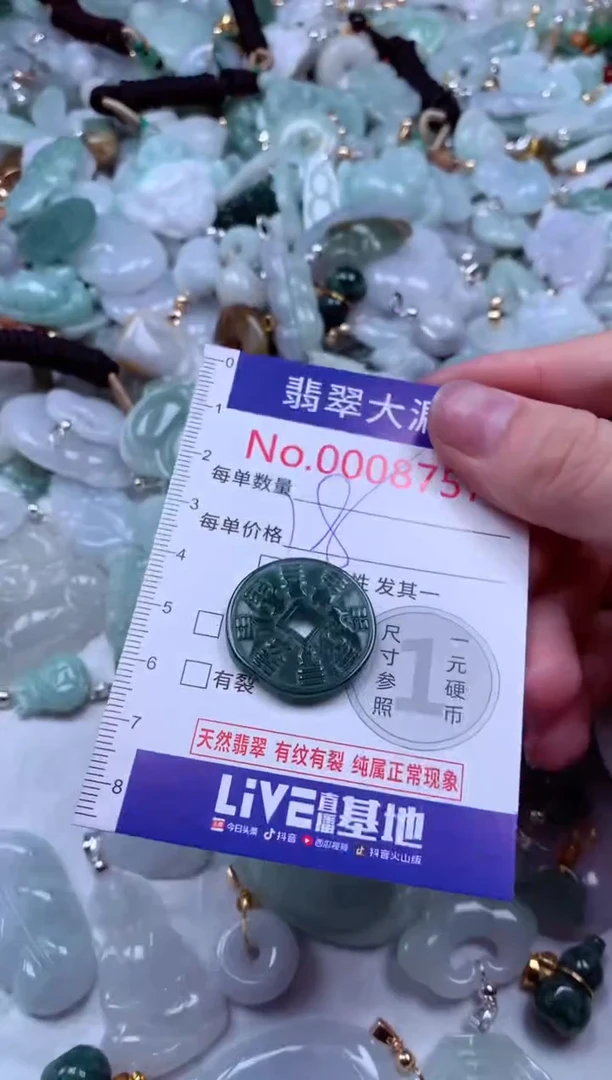 0
1
2
3
4
5
6
7
8
翡翠大源
No.000875
每单数量
每单价格
性 发其一
有裂
尺寸参照
1
一元硬币
天然翡翠 有纹有裂 纯属正常现象
LiVE直播基地
今日头条 抖音 西瓜视频 抖音火山版